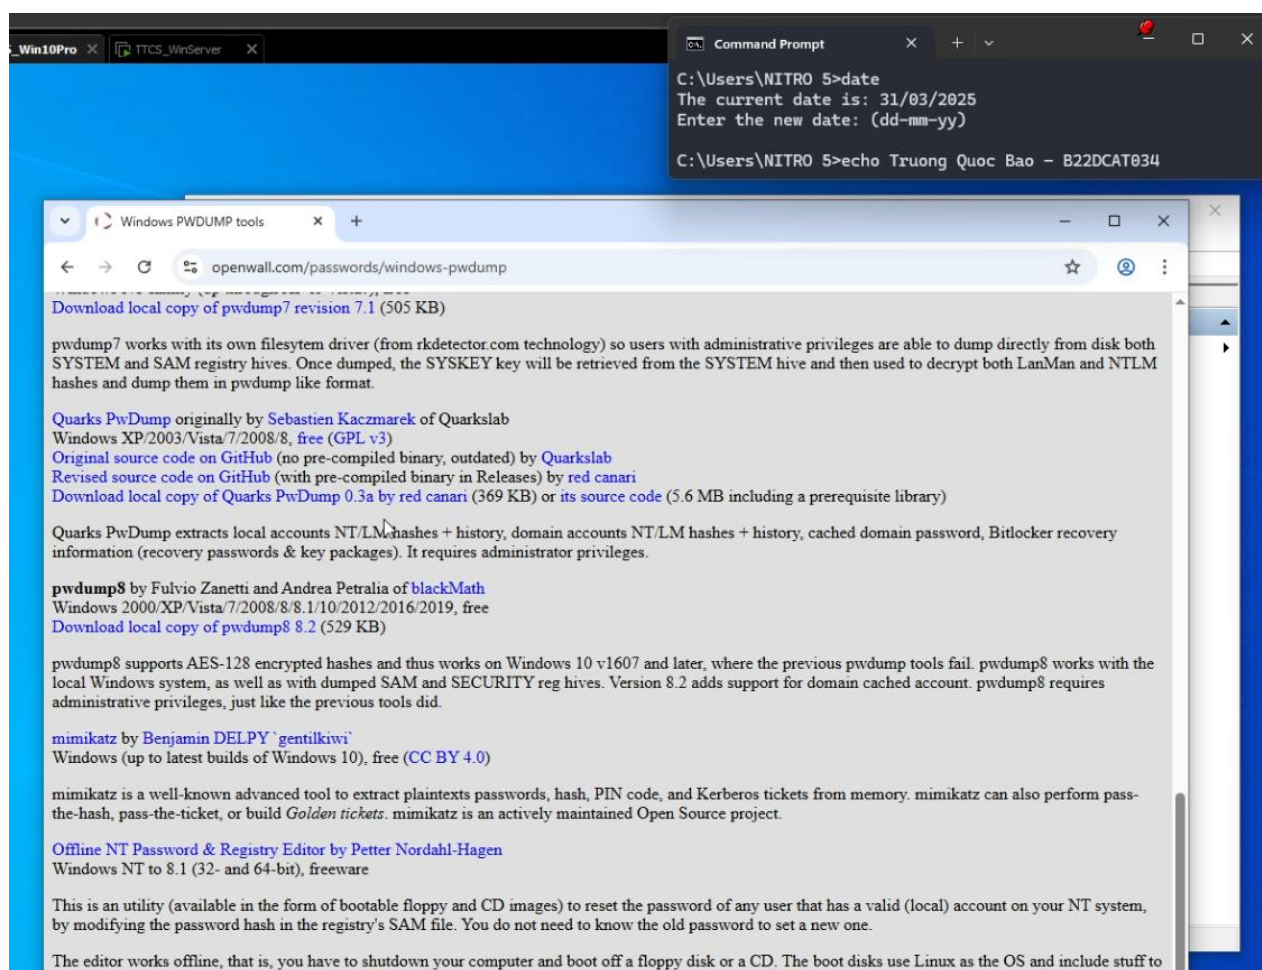 _Win10Pro
TTCS_WinServer
Command Prompt
C:\Users\NITRO 5>date
The current date is: 31/03/2025
Enter the new date: (dd-mm-yy)
C:\Users\NITRO 5>echo Truong Quoc Bao - B22DCAT034
Windows PWDUMP tools
openwall.com/passwords/windows-pwdump
Download local copy of pwdump7 revision 7.1 (505 KB)
pwdump7 works with its own filesytem driver (from rkdetector.com technology) so users with administrative privileges are able to dump directly from disk both
SYSTEM and SAM registry hives. Once dumped, the SYSKEY key will be retrieved from the SYSTEM hive and then used to decrypt both LanMan and NTLM
hashes and dump them in pwdump like format.
Quarks PwDump originally by Sebastien Kaczmarek of Quarkslab
Windows XP/2003/Vista/7/2008/8, free (GPL v3)
Original source code on GitHub (no pre-compiled binary, outdated) by Quarkslab
Revised source code on GitHub (with pre-compiled binary in Releases) by red canari
Download local copy of Quarks PwDump 0.3a by red canari (369 KB) or its source code (5.6 MB including a prerequisite library)
Quarks PwDump extracts local accounts NT/LM hashes + history, domain accounts NT/LM hashes + history, cached domain password, Bitlocker recovery
information (recovery passwords & key packages). It requires administrator privileges.
pwdump8 by Fulvio Zanetti and Andrea Petralia of blackMath
Windows 2000/XP/Vista/7/2008/8/8.1/10/2012/2016/2019, free
Download local copy of pwdump8 8.2 (529 KB)
pwdump8 supports AES-128 encrypted hashes and thus works on Windows 10 v1607 and later, where the previous pwdump tools fail. pwdump8 works with the
local Windows system, as well as with dumped SAM and SECURITY reg hives. Version 8.2 adds support for domain cached account. pwdump8 requires
administrative privileges, just like the previous tools did.
mimikatz by Benjamin DELPY `gentilkiwi`
Windows (up to latest builds of Windows 10), free (CC BY 4.0)
mimikatz is a well-known advanced tool to extract plaintexts passwords, hash, PIN code, and Kerberos tickets from memory. mimikatz can also perform pass-
the-hash, pass-the-ticket, or build Golden tickets. mimikatz is an actively maintained Open Source project.
Offline NT Password & Registry Editor by Petter Nordahl-Hagen
Windows NT to 8.1 (32- and 64-bit), freeware
This is an utility (available in the form of bootable floppy and CD images) to reset the password of any user that has a valid (local) account on your NT system,
by modifying the password hash in the registry's SAM file. You do not need to know the old password to set a new one.
The editor works offline, that is, you have to shutdown your computer and boot off a floppy disk or a CD. The boot disks use Linux as the OS and include stuff to